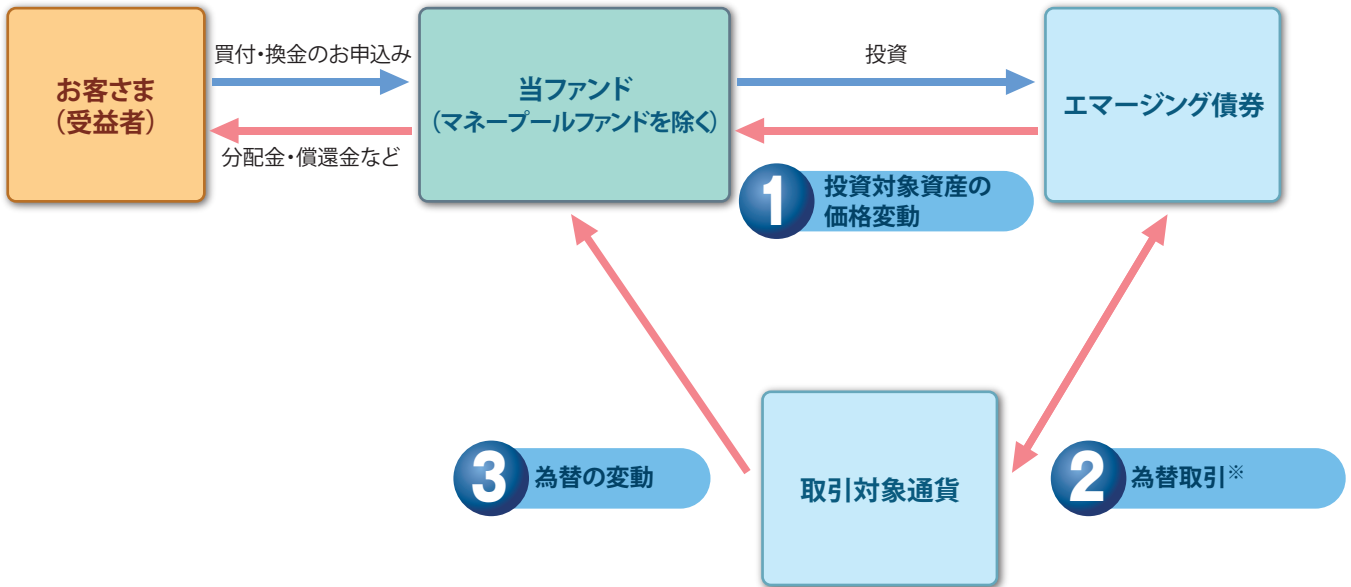 お客さま
（受益者）
買付・換金のお申込み
分配金・償還金など
当ファンド
（マネープールファンドを除く）
投資
エマージング債券
1
投資対象資産の
価格変動
3
為替の変動
取引対象通貨
2
為替取引※